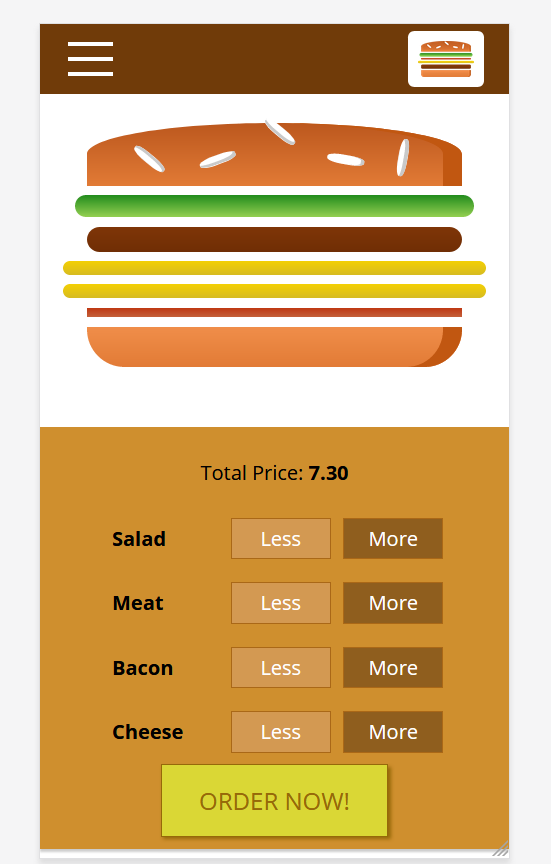 Total Price: 7.30
Salad Less More
Meat Less More
Bacon Less More
Cheese Less More
ORDER NOW!